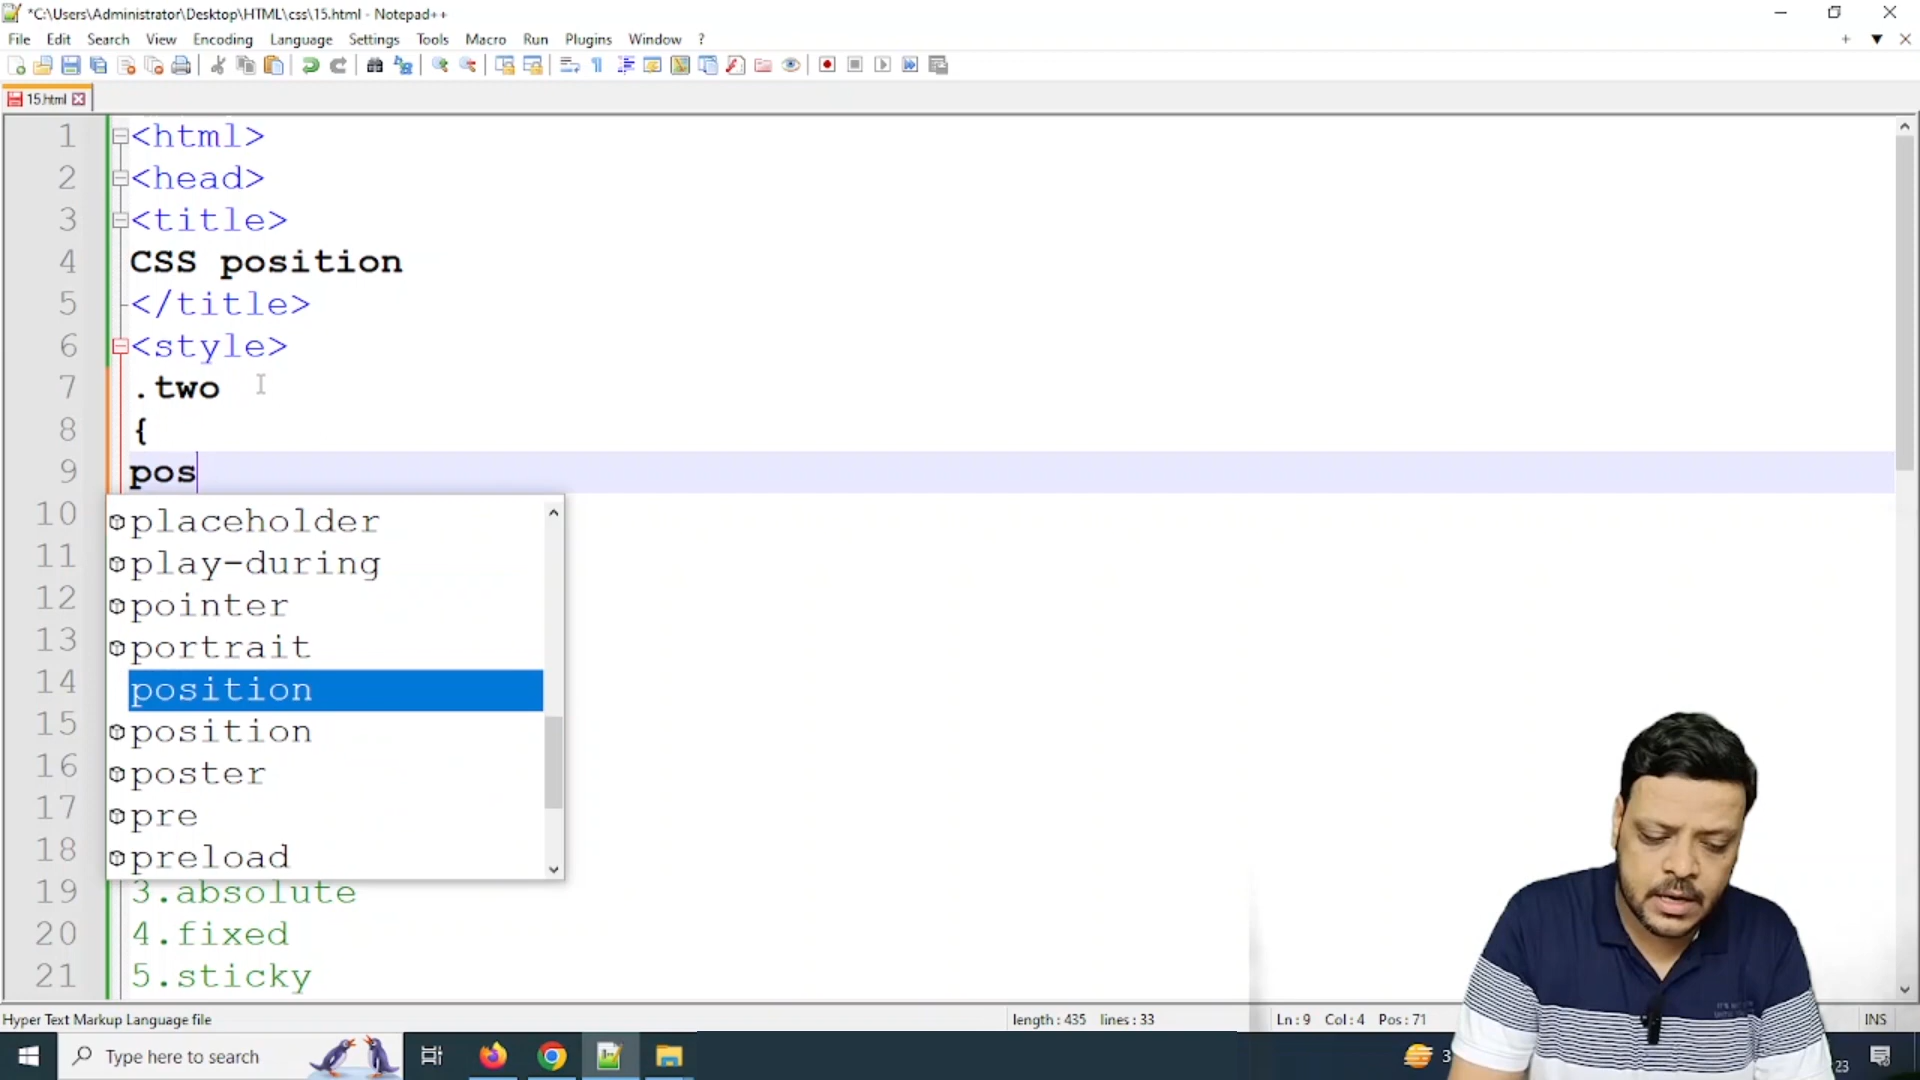 *C:\Users\Administrator\Desktop\HTML\css\15.html - Notepad++
File Edit Search View Encoding Language Settings Tools Macro Run Plugins Window ?
15.html
1 <html>
2 <head>
3 <title>
4 CSS position
5 </title>
6 <style>
7 .two
8 {
9 pos
10
11
12
13
14
15
16
17
18
placeholder
play-during
pointer
portrait
position
position
poster
pre
preload
19 3.absolute
20 4.fixed
21 5.sticky
Hyper Text Markup Language file length : 435 lines : 33 Ln : 9 Col : 4 Pos : 71 INS
Type here to search 3 23